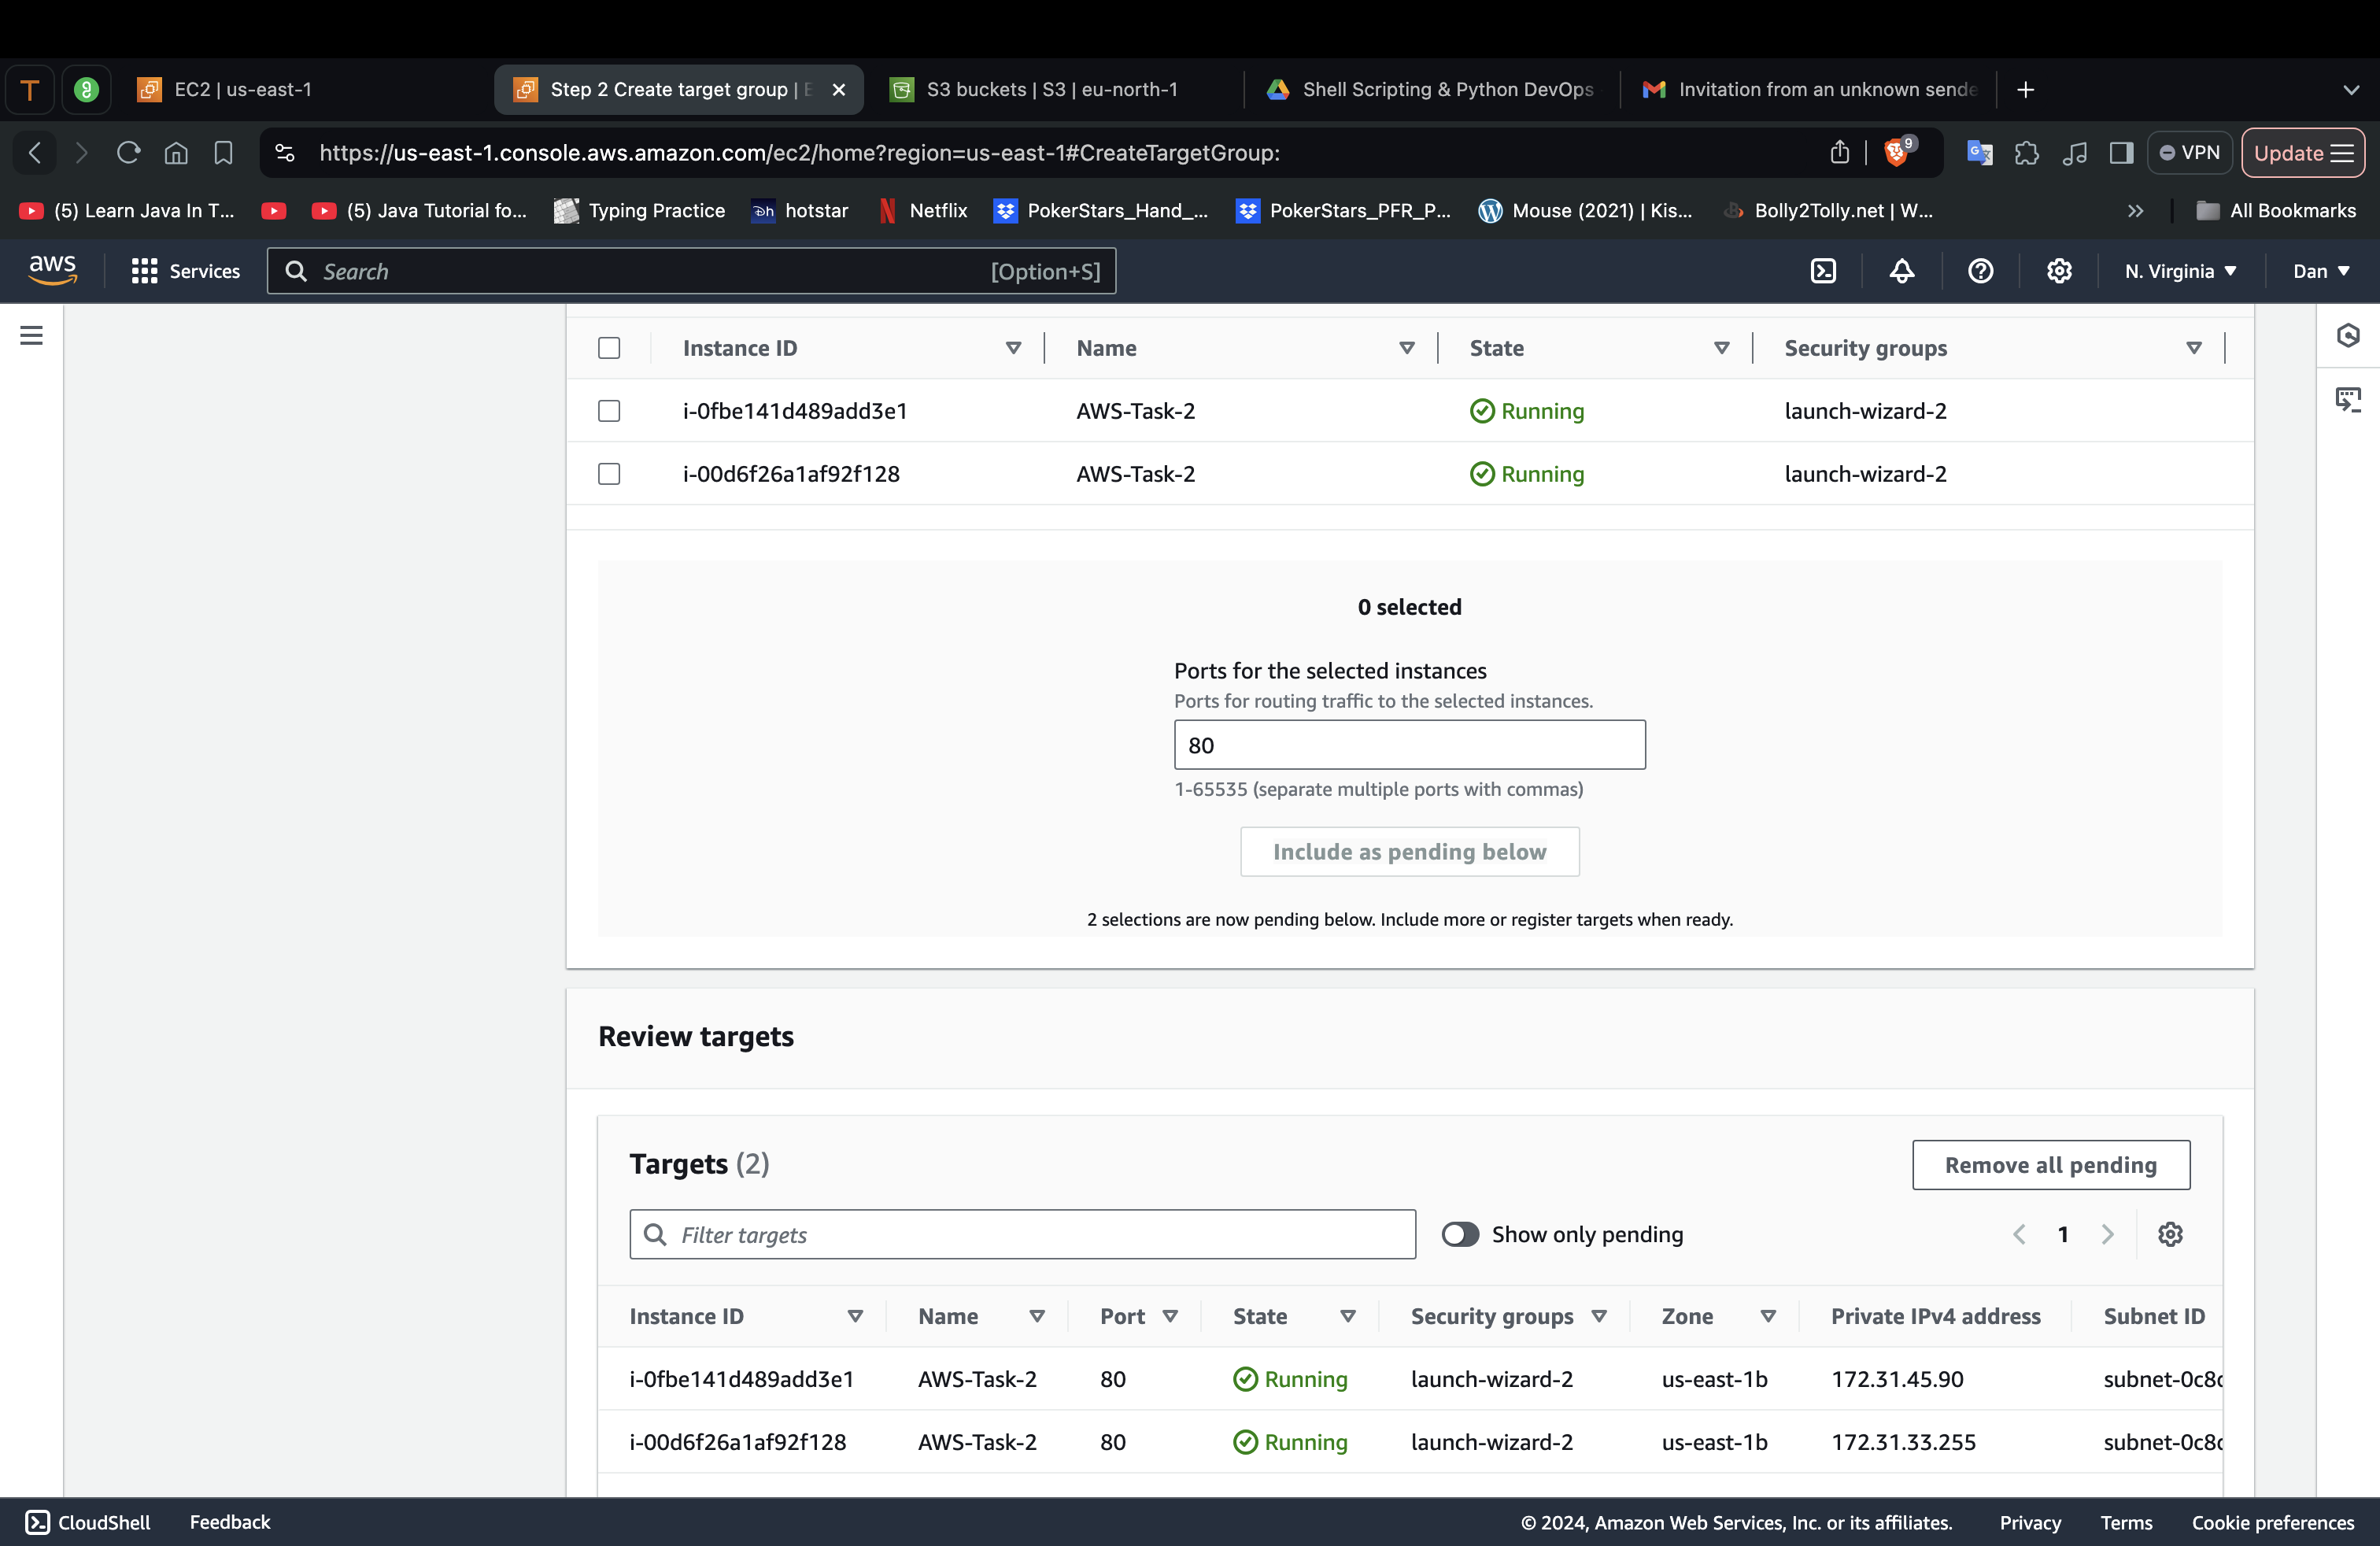 T
EC2 | us-east-1
Step 2 Create target group |
S3 buckets | S3 | eu-north-1
Shell Scripting & Python DevOps
Invitation from an unknown sende
https://us-east-1.console.aws.amazon.com/ec2/home?region=us-east-1#CreateTargetGroup:
9
VPN
Update
(5) Learn Java In T...
(5) Java Tutorial fo...
Typing Practice
hotstar
Netflix
PokerStars_Hand_...
PokerStars_PFR_P...
Mouse (2021) | Kis...
Bolly2Tolly.net | W...
All Bookmarks
aws
Services
Search
[Option+S]
N. Virginia
Dan
Instance ID
Name
State
Security groups
i-0fbe141d489add3e1
AWS-Task-2
Running
launch-wizard-2
i-00d6f26a1af92f128
AWS-Task-2
Running
launch-wizard-2
0 selected
Ports for the selected instances
Ports for routing traffic to the selected instances.
80
1-65535 (separate multiple ports with commas)
Include as pending below
2 selections are now pending below. Include more or register targets when ready.
Review targets
Targets (2)
Remove all pending
Filter targets
Show only pending
1
Instance ID
Name
Port
State
Security groups
Zone
Private IPv4 address
Subnet ID
i-0fbe141d489add3e1
AWS-Task-2
80
Running
launch-wizard-2
us-east-1b
172.31.45.90
subnet-0c8
i-00d6f26a1af92f128
AWS-Task-2
80
Running
launch-wizard-2
us-east-1b
172.31.33.255
subnet-0c8
CloudShell
Feedback
© 2024, Amazon Web Services, Inc. or its affiliates.
Privacy
Terms
Cookie preferences